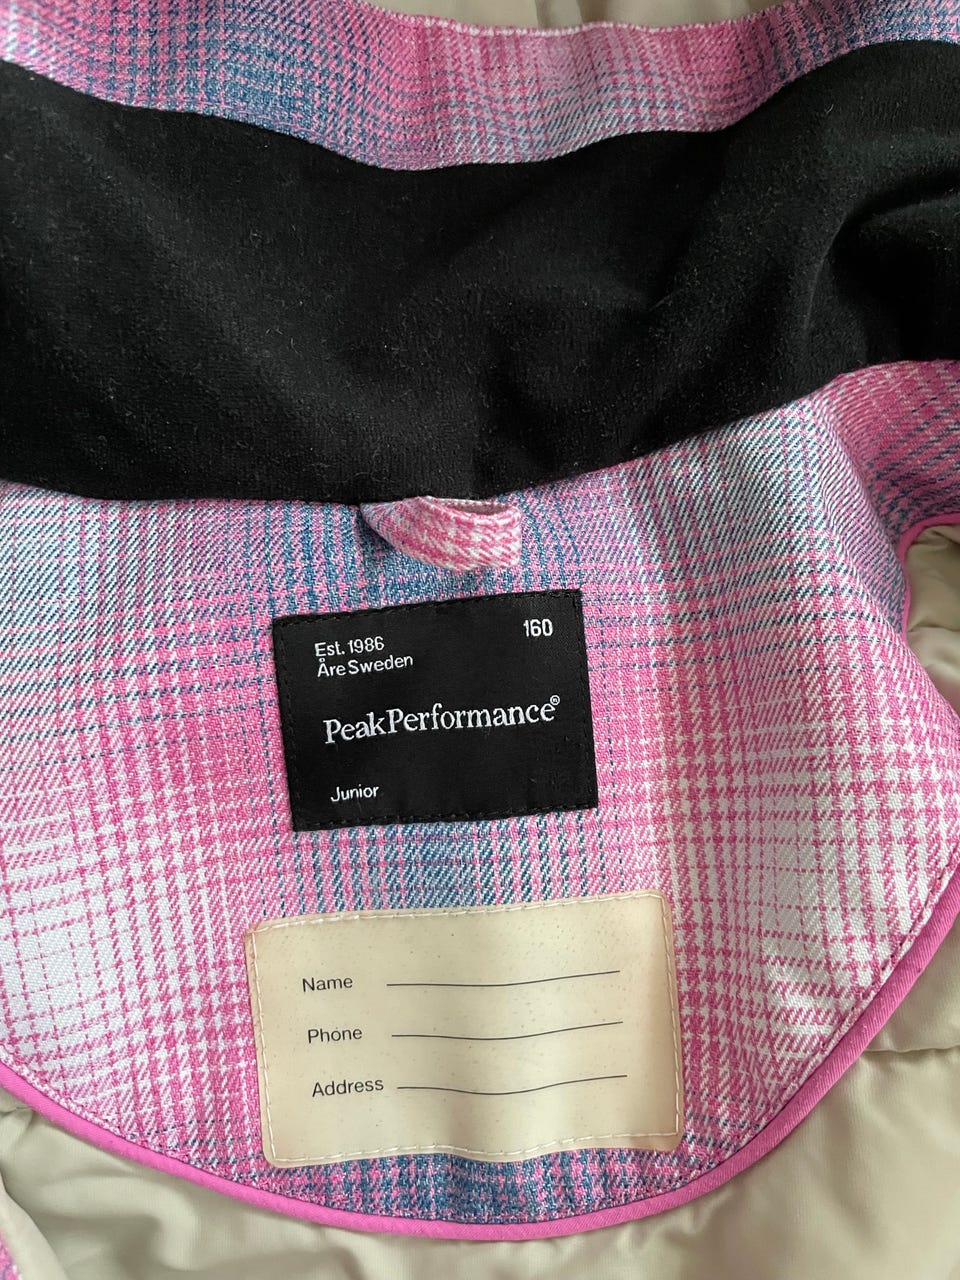 Est. 1986
160
Åre Sweden
PeakPerformance®
Junior
Name
Phone
Address